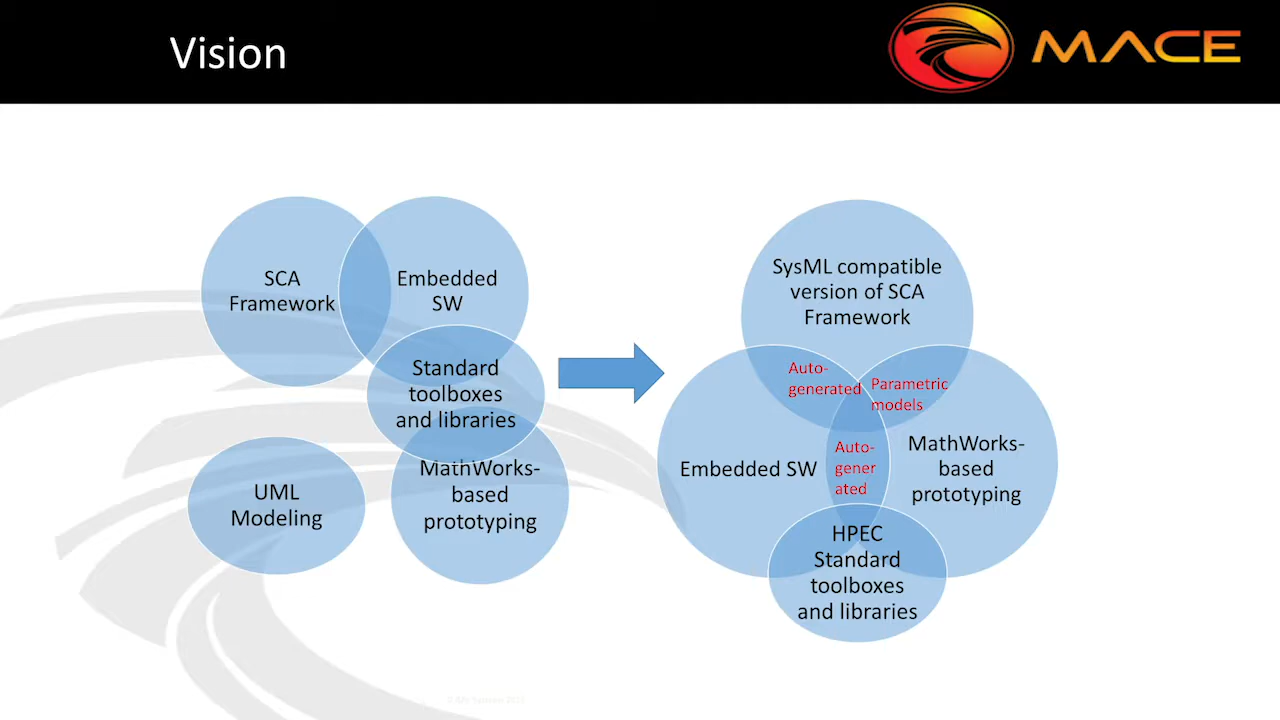 Vision
MACE
SCA
Framework
Embedded
SW
Standard
toolboxes
and libraries
MathWorks-
based
prototyping
UML
Modeling
SysML compatible
version of SCA
Framework
Auto-
generated
Parametric
models
Embedded SW
Auto-
gener
ated
MathWorks-
based
prototyping
HPEC
Standard
toolboxes
and libraries